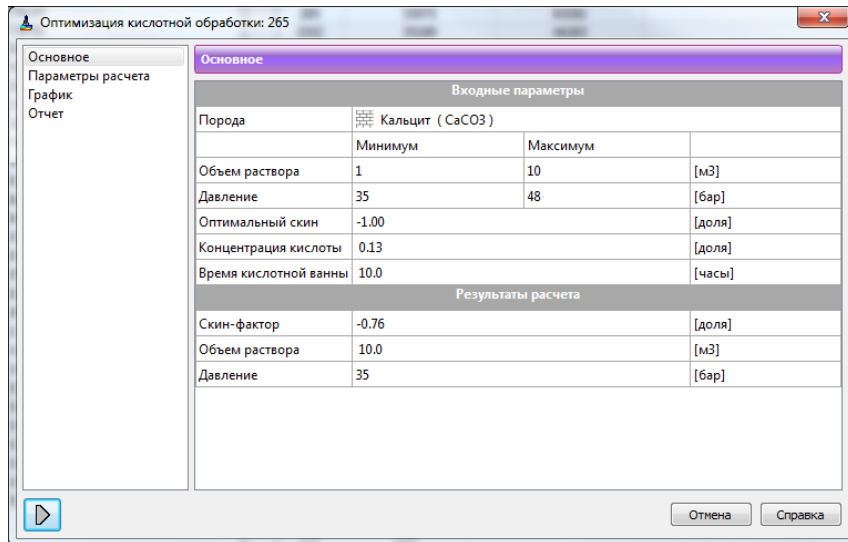 Оптимизация кислотной обработки: 265
Основное
Параметры расчета
График
Отчет
Основное
Входные параметры
Порода Кальцит ( CaCO3 )
Минимум Максимум
Объем раствора 1 10 [м3]
Давление 35 48 [бар]
Оптимальный скин -1.00 [доля]
Концентрация кислоты 0.13 [доля]
Время кислотной ванны 10.0 [часы]
Результаты расчета
Скин-фактор -0.76 [доля]
Объем раствора 10.0 [м3]
Давление 35 [бар]
Отмена Справка